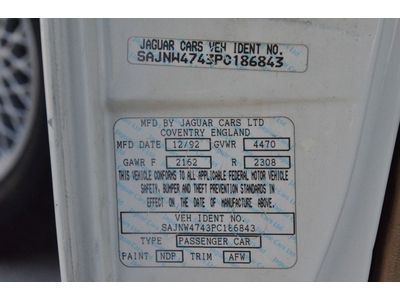 JAGUAR CARS VEH IDENT NO.
SAJNW4743PC186843
MFD BY JAGUAR CARS LTD
COVENTRY ENGLAND
MFD DATE 12/92 GVWR 4470
GAWR F 2162 R 2308
THIS VEHICLE CONFORMS TO ALL APPLICABLE FEDERAL MOTOR VEHICLE
SAFETY, BUMPER AND THEFT PREVENTION STANDARDS IN
EFFECT ON THE DATE OF MANUFACTURE ABOVE.
VEH IDENT NO.
SAJNW4743PC186843
TYPE PASSENGER CAR
PAINT NDP TRIM AFW